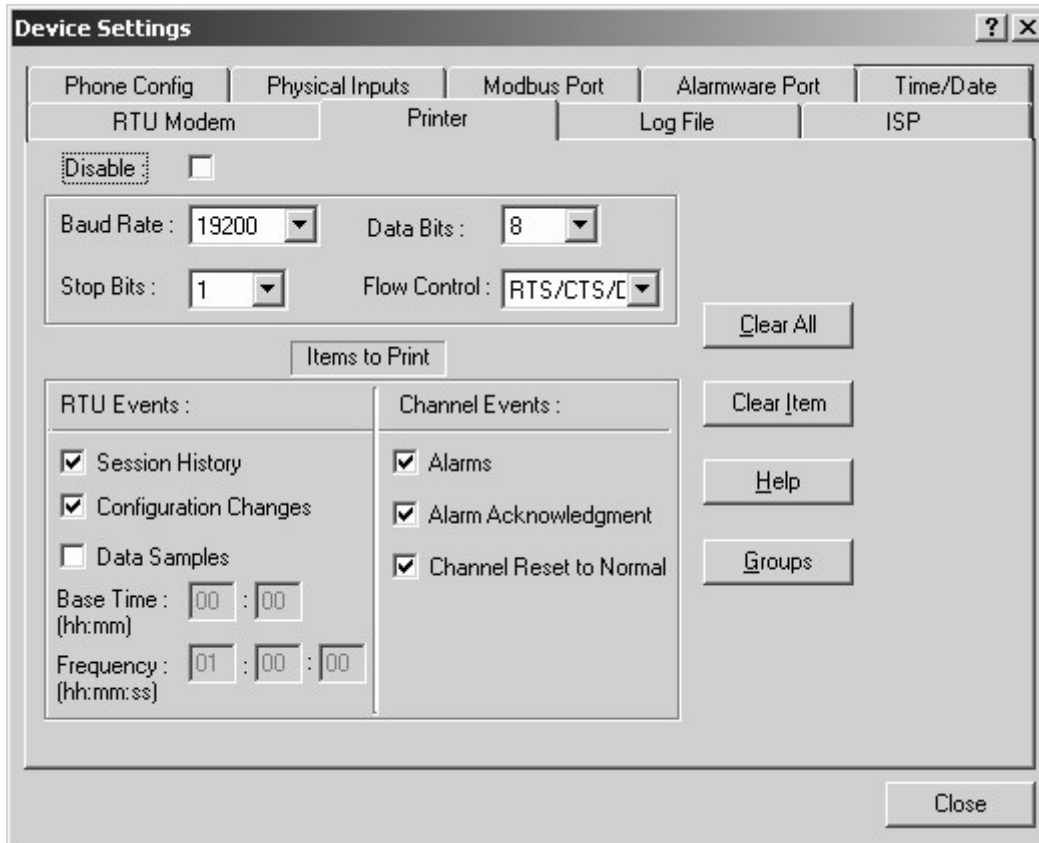 Device Settings
Phone Config Physical Inputs Modbus Port Alarmware Port Time/Date
RTU Modem Printer Log File ISP
Disable :
Baud Rate : 19200 Data Bits : 8
Stop Bits : 1 Flow Control : RTS/CTS/D
Clear All
Items to Print
RTU Events : Channel Events :
Clear Item
Session History Alarms
Help
Configuration Changes Alarm Acknowledgment
Data Samples Channel Reset to Normal
Groups
Base Time : 00 : 00
(hh:mm)
Frequency : 01 : 00 : 00
(hh:mm:ss)
Close